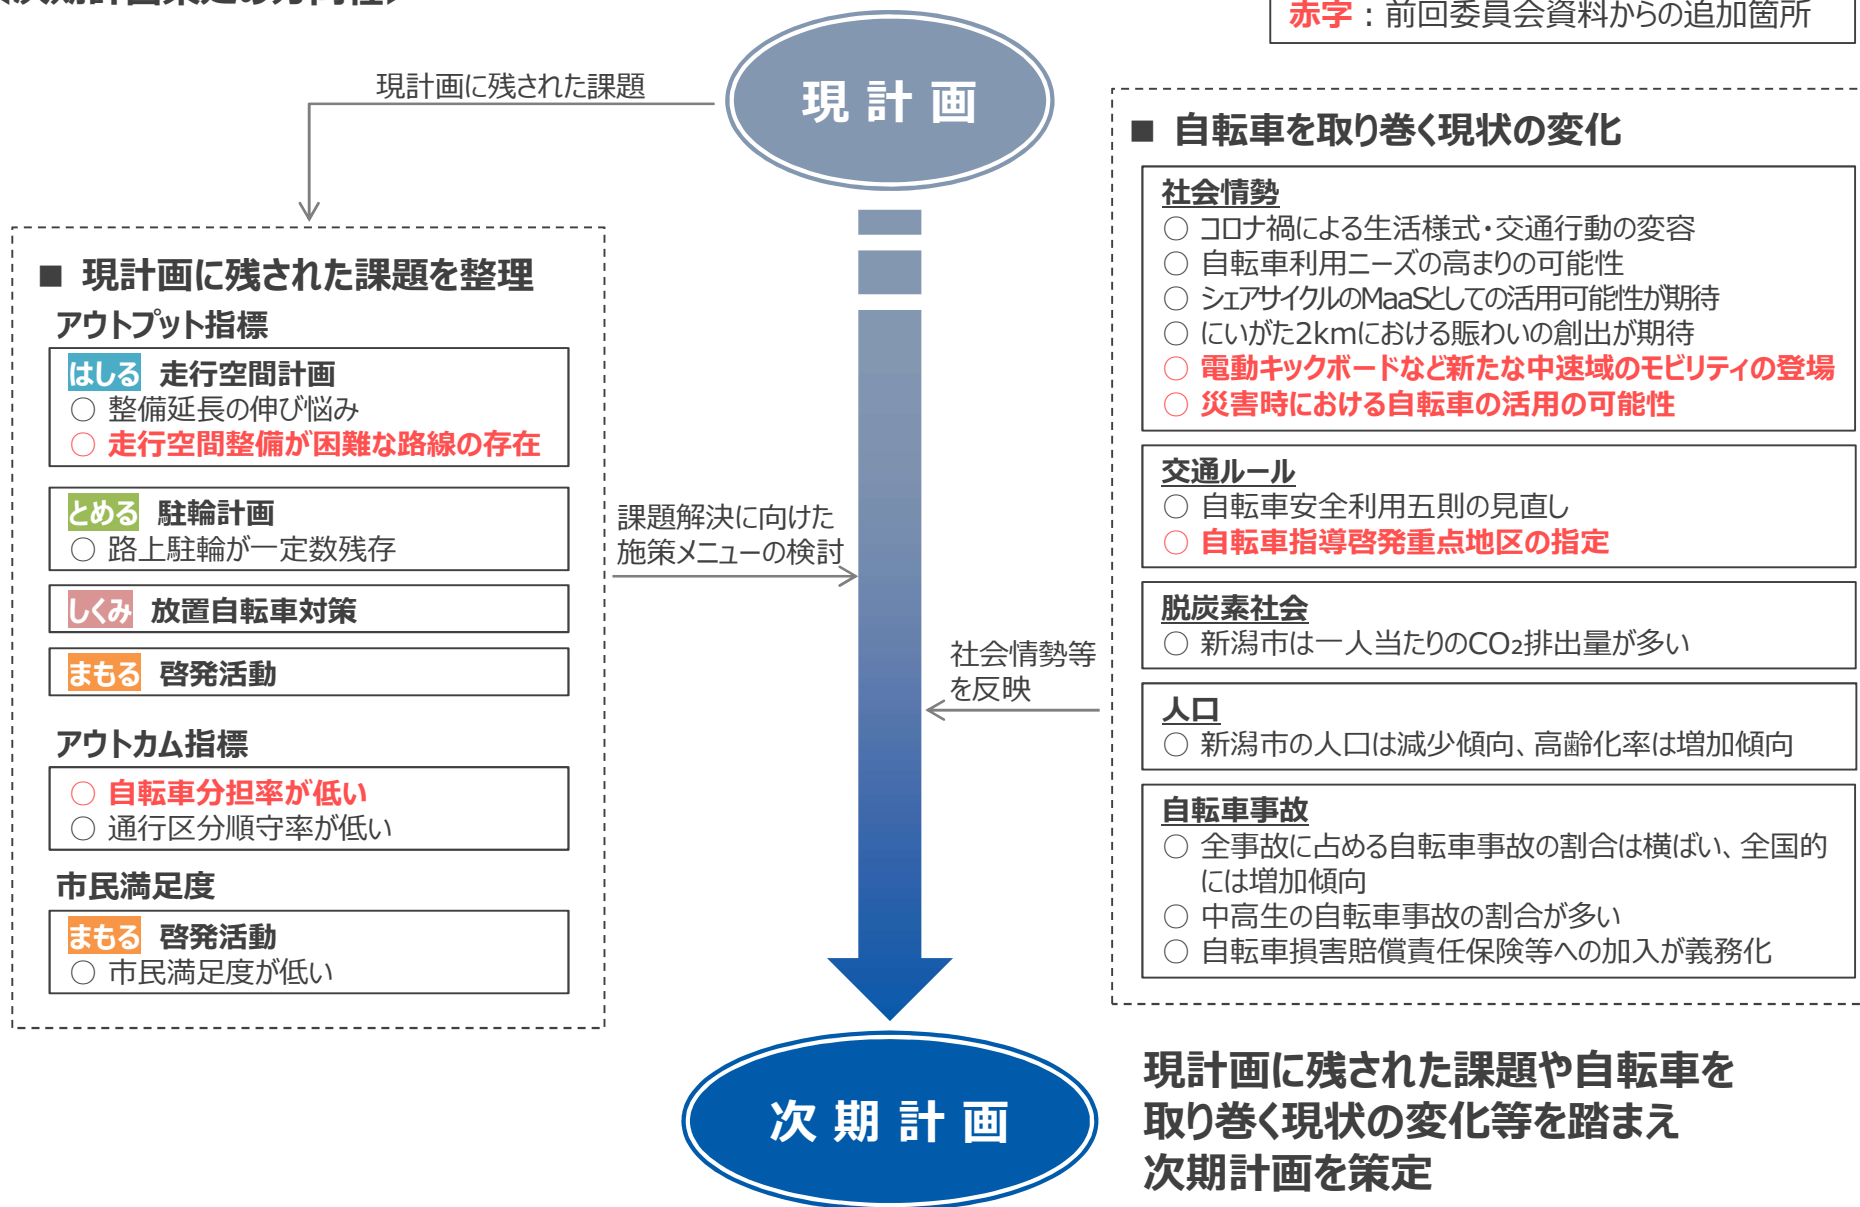 〈次期計画策定の方向性〉
赤字：前回委員会資料からの追加箇所
現計画
現計画に残された課題
■ 現計画に残された課題を整理
アウトプット指標
はしる 走行空間計画
○ 整備延長の伸び悩み
○ 走行空間整備が困難な路線の存在
とめる 駐輪計画
○ 路上駐輪が一定数残存
しくみ 放置自転車対策
まもる 啓発活動
アウトカム指標
○ 自転車分担率が低い
○ 通行区分順守率が低い
市民満足度
まもる 啓発活動
○ 市民満足度が低い
課題解決に向けた
施策メニューの検討
社会情勢等
を反映
■ 自転車を取り巻く現状の変化
社会情勢
○ コロナ禍による生活様式・交通行動の変容
○ 自転車利用ニーズの高まりの可能性
○ シェアサイクルのMaaSとしての活用可能性が期待
○ にいがた2kmにおける賑わいの創出が期待
○ 電動キックボードなど新たな中速域のモビリティの登場
○ 災害時における自転車の活用の可能性
交通ルール
○ 自転車安全利用五則の見直し
○ 自転車指導啓発重点地区の指定
脱炭素社会
○ 新潟市は一人当たりのCO₂排出量が多い
人口
○ 新潟市の人口は減少傾向、高齢化率は増加傾向
自転車事故
○ 全事故に占める自転車事故の割合は横ばい、全国的
には増加傾向
○ 中高生の自転車事故の割合が多い
○ 自転車損害賠償責任保険等への加入が義務化
次期計画
現計画に残された課題や自転車を
取り巻く現状の変化等を踏まえ
次期計画を策定